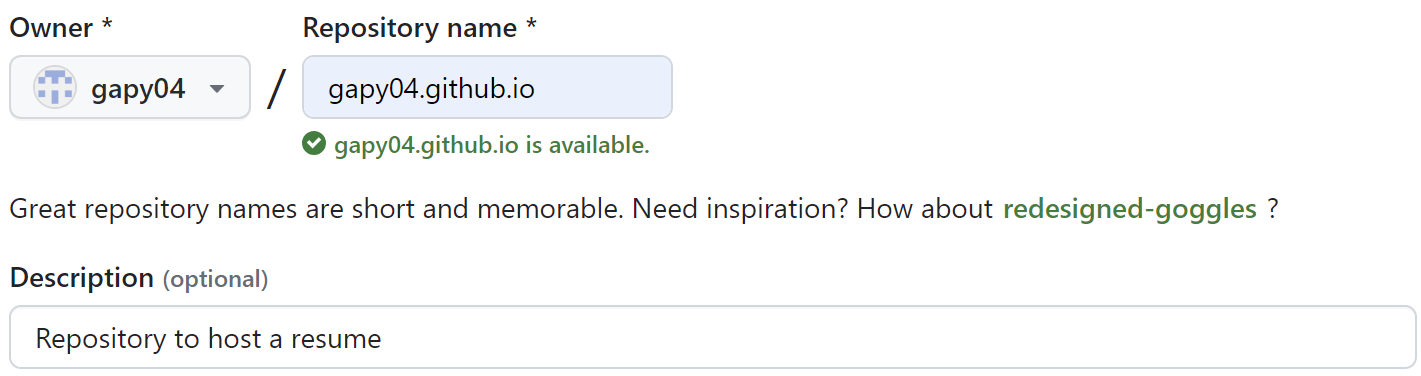 Owner * Repository name *
gapy04 / gapy04.github.io
gapy04.github.io is available.
Great repository names are short and memorable. Need inspiration? How about redesigned-goggles ?
Description (optional)
Repository to host a resume